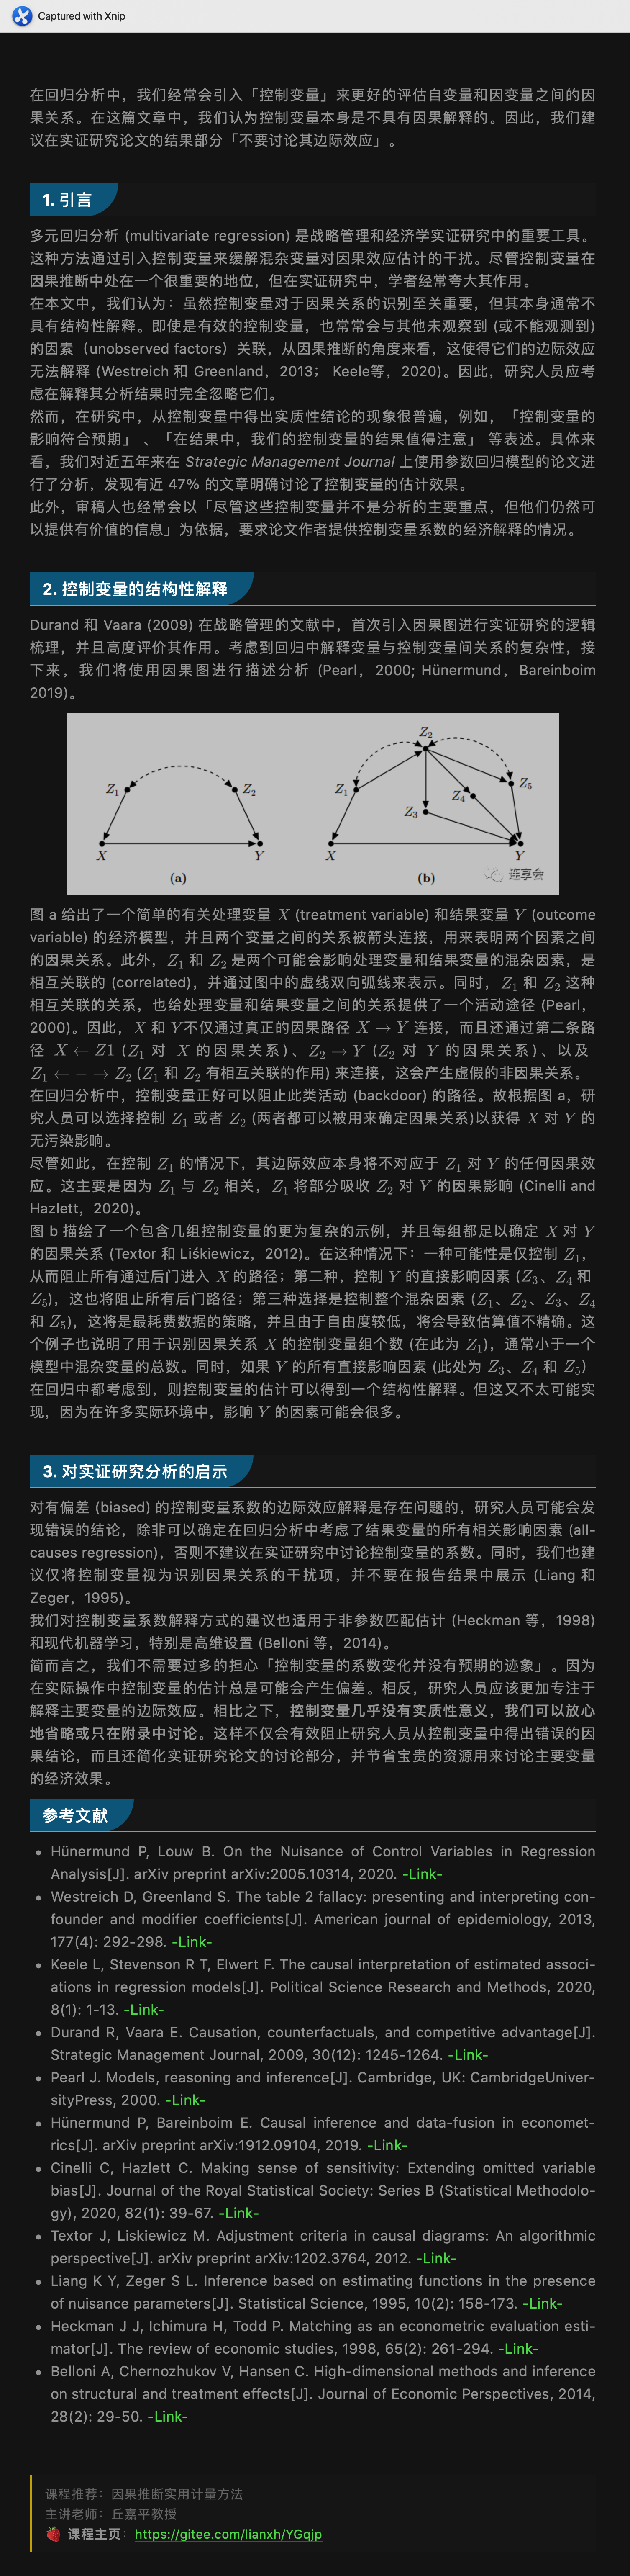 Captured with Xnip
在回归分析中，我们经常会引入「控制变量」来更好的评估自变量和因变量之间的因
果关系。在这篇文章中，我们认为控制变量本身是不具有因果解释的。因此，我们建
议在实证研究论文的结果部分「不要讨论其边际效应」。
1. 引言
多元回归分析 (multivariate regression) 是战略管理和经济学实证研究中的重要工具。
这种方法通过引入控制变量来缓解混杂变量对因果效应估计的干扰。尽管控制变量在
因果推断中处在一个很重要的地位，但在实证研究中，学者经常夸大其作用。
在本文中，我们认为：虽然控制变量对于因果关系的识别至关重要，但其本身通常不
具有结构性解释。即使是有效的控制变量，也常常会与其他未观察到 (或不能观测到)
的因素（unobserved factors）关联，从因果推断的角度来看，这使得它们的边际效应
无法解释 (Westreich 和 Greenland，2013； Keele等，2020)。因此，研究人员应考
虑在解释其分析结果时完全忽略它们。
然而，在研究中，从控制变量中得出实质性结论的现象很普遍，例如，「控制变量的
影响符合预期」 、「在结果中，我们的控制变量的结果值得注意」 等表述。具体来
看，我们对近五年来在 Strategic Management Journal 上使用参数回归模型的论文进
行了分析，发现有近 47% 的文章明确讨论了控制变量的估计效果。
此外，审稿人也经常会以「尽管这些控制变量并不是分析的主要重点，但他们仍然可
以提供有价值的信息」为依据，要求论文作者提供控制变量系数的经济解释的情况。
2. 控制变量的结构性解释
Durand 和 Vaara (2009) 在战略管理的文献中，首次引入因果图进行实证研究的逻辑
梳理，并且高度评价其作用。考虑到回归中解释变量与控制变量间关系的复杂性，接
下来，我们将使用因果图进行描述分析 (Pearl，2000; Hünermund，Bareinboim
2019)。
Z₁ Z₂ X Y
(a)
Z₂ Z₁ Z₅ Z₄ Z₃ X Y
(b)
连享会
图 a 给出了一个简单的有关处理变量 X (treatment variable) 和结果变量 Y (outcome
variable) 的经济模型，并且两个变量之间的关系被箭头连接，用来表明两个因素之间
的因果关系。此外，Z₁ 和 Z₂ 是两个可能会影响处理变量和结果变量的混杂因素，是
相互关联的 (correlated)，并通过图中的虚线双向弧线来表示。同时，Z₁ 和 Z₂ 这种
相互关联的关系，也给处理变量和结果变量之间的关系提供了一个活动途径 (Pearl，
2000)。因此，X 和 Y不仅通过真正的因果路径 X → Y 连接，而且还通过第二条路
径 X ← Z1 (Z₁ 对 X 的因果关系)、Z₂ → Y (Z₂ 对 Y 的因果关系)、以及
Z₁ ← − → Z₂ (Z₁ 和 Z₂ 有相互关联的作用) 来连接，这会产生虚假的非因果关系。
在回归分析中，控制变量正好可以阻止此类活动 (backdoor) 的路径。故根据图 a，研
究人员可以选择控制 Z₁ 或者 Z₂ (两者都可以被用来确定因果关系)以获得 X 对 Y 的
无污染影响。
尽管如此，在控制 Z₁ 的情况下，其边际效应本身将不对应于 Z₁ 对 Y 的任何因果效
应。这主要是因为 Z₁ 与 Z₂ 相关，Z₁ 将部分吸收 Z₂ 对 Y 的因果影响 (Cinelli and
Hazlett，2020)。
图 b 描绘了一个包含几组控制变量的更为复杂的示例，并且每组都足以确定 X 对 Y
的因果关系 (Textor 和 Liśkiewicz，2012)。在这种情况下：一种可能性是仅控制 Z₁，
从而阻止所有通过后门进入 X 的路径；第二种，控制 Y 的直接影响因素 (Z₃、Z₄ 和
Z₅)，这也将阻止所有后门路径；第三种选择是控制整个混杂因素 (Z₁、Z₂、Z₃、Z₄
和 Z₅)，这将是最耗费数据的策略，并且由于自由度较低，将会导致估算值不精确。这
个例子也说明了用于识别因果关系 X 的控制变量组个数 (在此为 Z₁)，通常小于一个
模型中混杂变量的总数。同时，如果 Y 的所有直接影响因素 (此处为 Z₃、Z₄ 和 Z₅）
在回归中都考虑到，则控制变量的估计可以得到一个结构性解释。但这又不太可能实
现，因为在许多实际环境中，影响 Y 的因素可能会很多。
3. 对实证研究分析的启示
对有偏差 (biased) 的控制变量系数的边际效应解释是存在问题的，研究人员可能会发
现错误的结论，除非可以确定在回归分析中考虑了结果变量的所有相关影响因素 (all-
causes regression)，否则不建议在实证研究中讨论控制变量的系数。同时，我们也建
议仅将控制变量视为识别因果关系的干扰项，并不要在报告结果中展示 (Liang 和
Zeger，1995)。
我们对控制变量系数解释方式的建议也适用于非参数匹配估计 (Heckman 等，1998)
和现代机器学习，特别是高维设置 (Belloni 等，2014)。
简而言之，我们不需要过多的担心「控制变量的系数变化并没有预期的迹象」。因为
在实际操作中控制变量的估计总是可能会产生偏差。相反，研究人员应该更加专注于
解释主要变量的边际效应。相比之下，控制变量几乎没有实质性意义，我们可以放心
地省略或只在附录中讨论。这样不仅会有效阻止研究人员从控制变量中得出错误的因
果结论，而且还简化实证研究论文的讨论部分，并节省宝贵的资源用来讨论主要变量
的经济效果。
参考文献
Hünermund P, Louw B. On the Nuisance of Control Variables in Regression
Analysis[J]. arXiv preprint arXiv:2005.10314, 2020. -Link-
Westreich D, Greenland S. The table 2 fallacy: presenting and interpreting con-
founder and modifier coefficients[J]. American journal of epidemiology, 2013,
177(4): 292-298. -Link-
Keele L, Stevenson R T, Elwert F. The causal interpretation of estimated associ-
ations in regression models[J]. Political Science Research and Methods, 2020,
8(1): 1-13. -Link-
Durand R, Vaara E. Causation, counterfactuals, and competitive advantage[J].
Strategic Management Journal, 2009, 30(12): 1245-1264. -Link-
Pearl J. Models, reasoning and inference[J]. Cambridge, UK: CambridgeUniver-
sityPress, 2000. -Link-
Hünermund P, Bareinboim E. Causal inference and data-fusion in economet-
rics[J]. arXiv preprint arXiv:1912.09104, 2019. -Link-
Cinelli C, Hazlett C. Making sense of sensitivity: Extending omitted variable
bias[J]. Journal of the Royal Statistical Society: Series B (Statistical Methodolo-
gy), 2020, 82(1): 39-67. -Link-
Textor J, Liskiewicz M. Adjustment criteria in causal diagrams: An algorithmic
perspective[J]. arXiv preprint arXiv:1202.3764, 2012. -Link-
Liang K Y, Zeger S L. Inference based on estimating functions in the presence
of nuisance parameters[J]. Statistical Science, 1995, 10(2): 158-173. -Link-
Heckman J J, Ichimura H, Todd P. Matching as an econometric evaluation esti-
mator[J]. The review of economic studies, 1998, 65(2): 261-294. -Link-
Belloni A, Chernozhukov V, Hansen C. High-dimensional methods and inference
on structural and treatment effects[J]. Journal of Economic Perspectives, 2014,
28(2): 29-50. -Link-
课程推荐：因果推断实用计量方法
主讲老师：丘嘉平教授
课程主页：https://gitee.com/lianxh/YGqjp